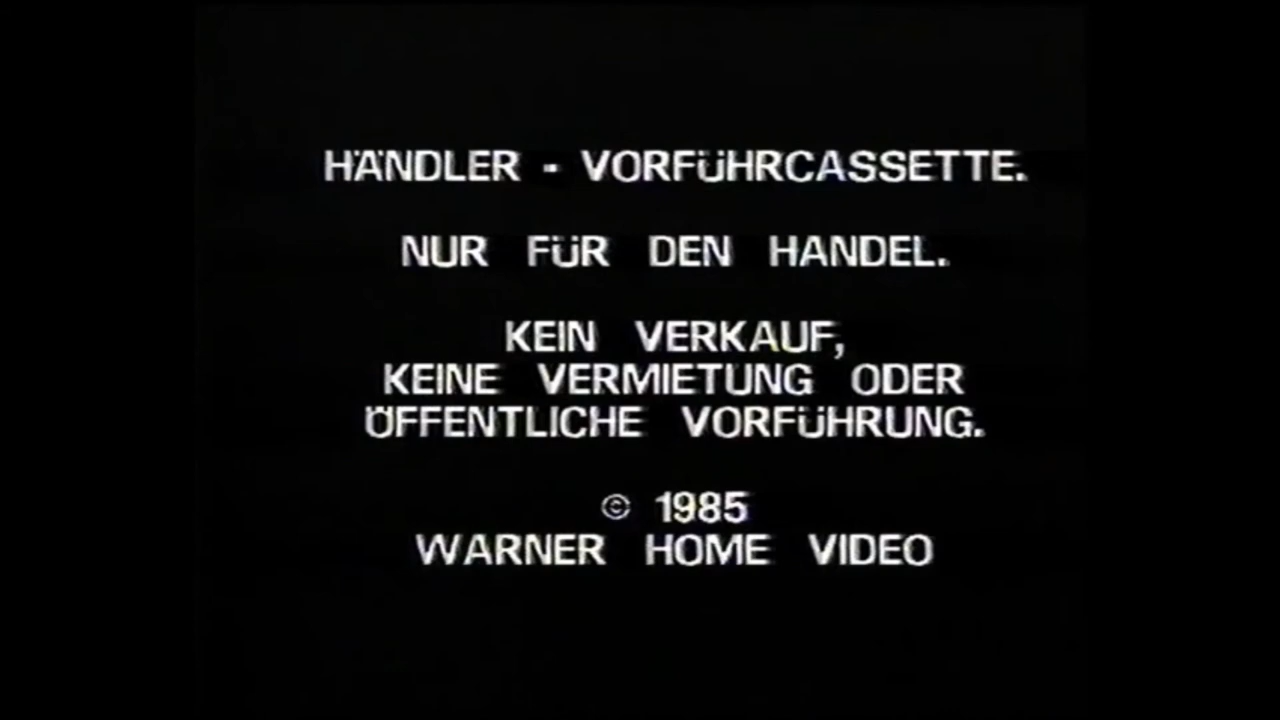 HÄNDLER - VORFÜHRCASSETTE.
NUR FÜR DEN HANDEL.
KEIN VERKAUF,
KEINE VERMIETUNG ODER
ÖFFENTLICHE VORFÜHRUNG.
© 1985
WARNER HOME VIDEO